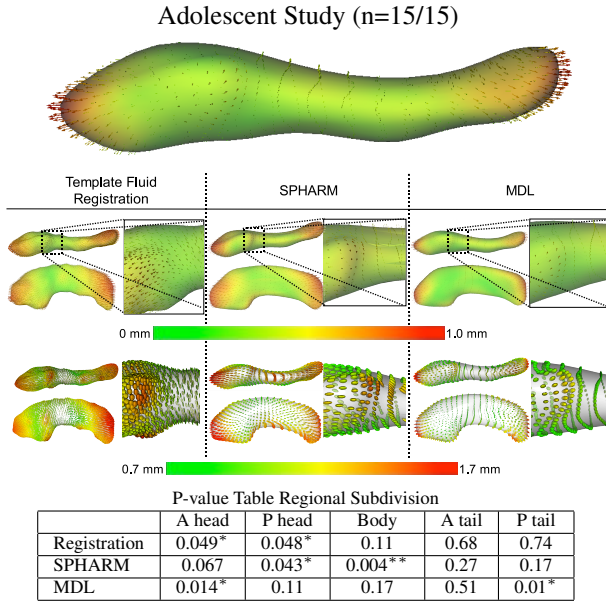 Adolescent Study (n=15/15)
Template Fluid
Registration
SPHARM
MDL
0 mm 1.0 mm
0.7 mm 1.7 mm
P-value Table Regional Subdivision
A head P head Body A tail P tail
Registration 0.049* 0.048* 0.11 0.68 0.74
SPHARM 0.067 0.043* 0.004** 0.27 0.17
MDL 0.014* 0.11 0.17 0.51 0.01*